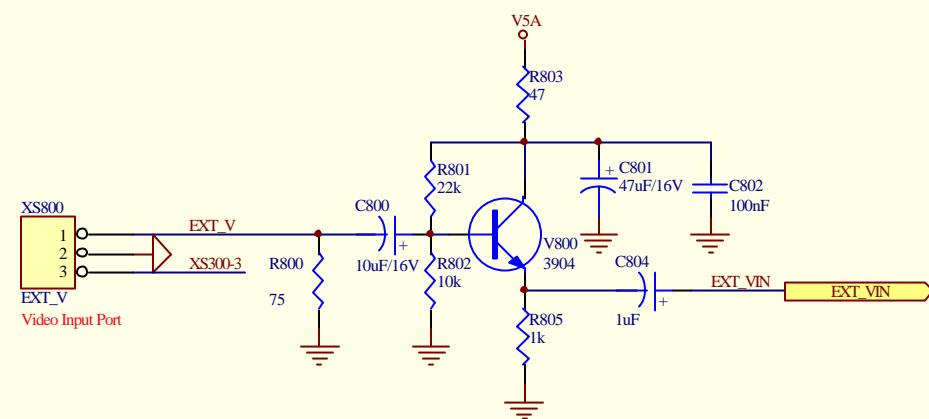 V5A
R803
47
R801
22k
+
C801
47uF/16V
C802
100nF
XS800
1
2
3
EXT_V
Video Input Port
EXT_V
XS300-3
R800
75
C800
+
10uF/16V
R802
10k
V800
3904
C804
+
1uF
R805
1k
EXT_VIN
EXT_VIN